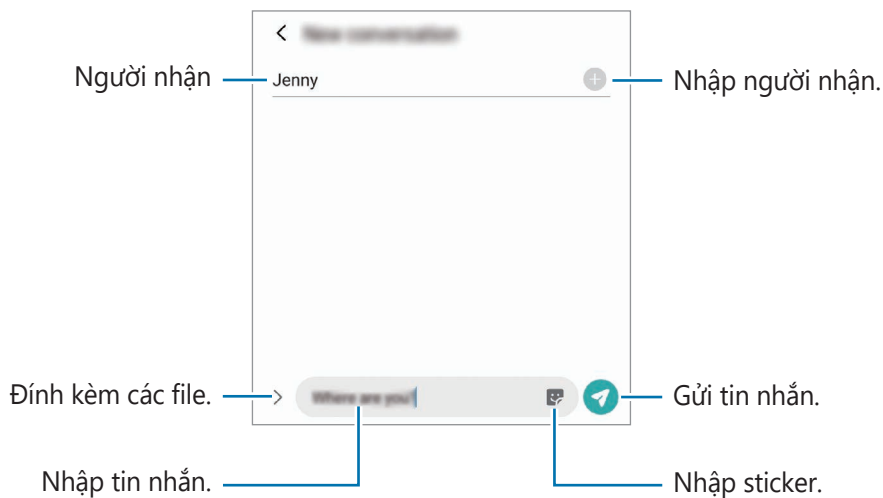 Người nhận
Jenny
Nhập người nhận.
Đính kèm các file.
Gửi tin nhắn.
Nhập tin nhắn.
Nhập sticker.